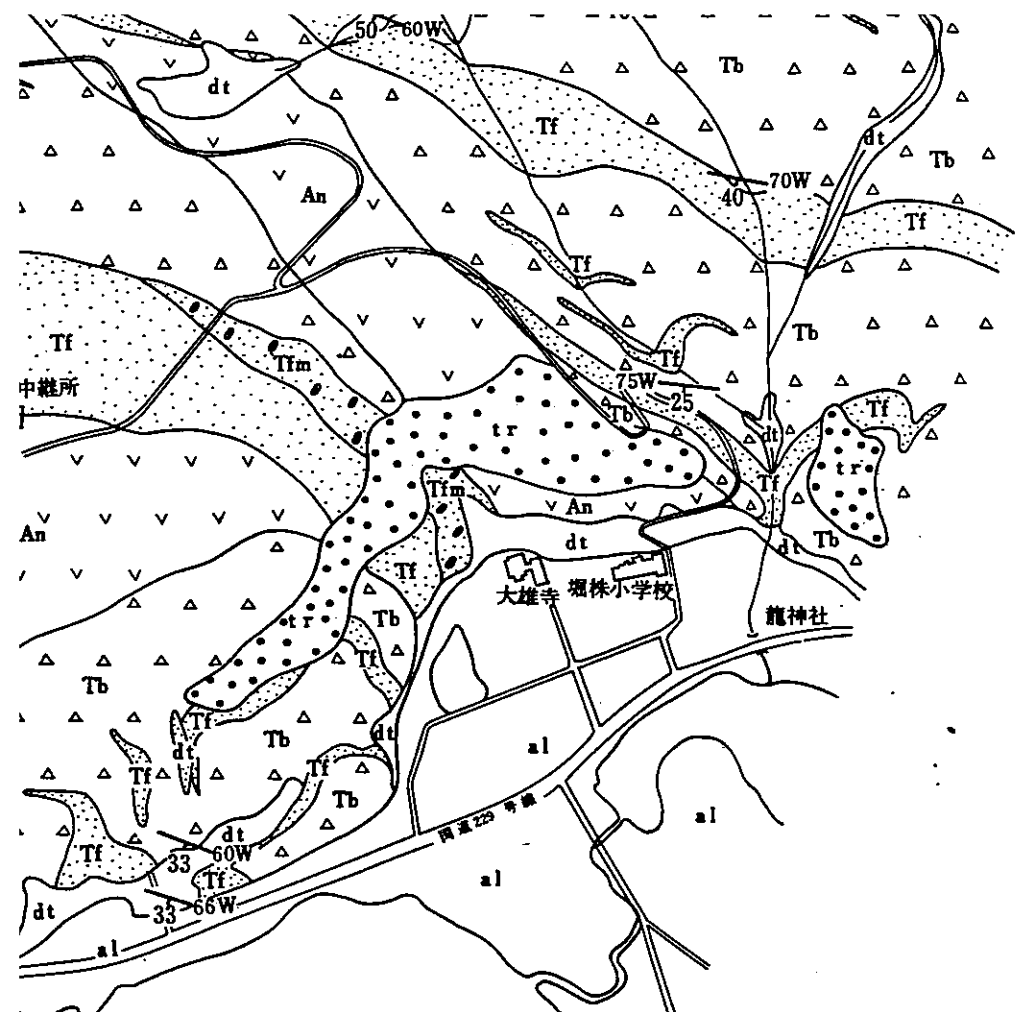 50
60W
Tb
dt
Tf
dt
Tb
70W
An
40
Tf
Tf
Tf
Tb
Tfm
Tf
中継所
75W
25
Tb
Tf
tr
dt
tr
Tfm
Tf
An
An
dt
Tb
dt
Tf
大雄寺
堀株小学校
Tb
龍神社
tr
Tf
Tb
Tf
dt
Tb
dt
al
Tf
Tf
Tb
国道229号線
al
dt
Tf
60W
33
Tf
al
dt
33
66W
al